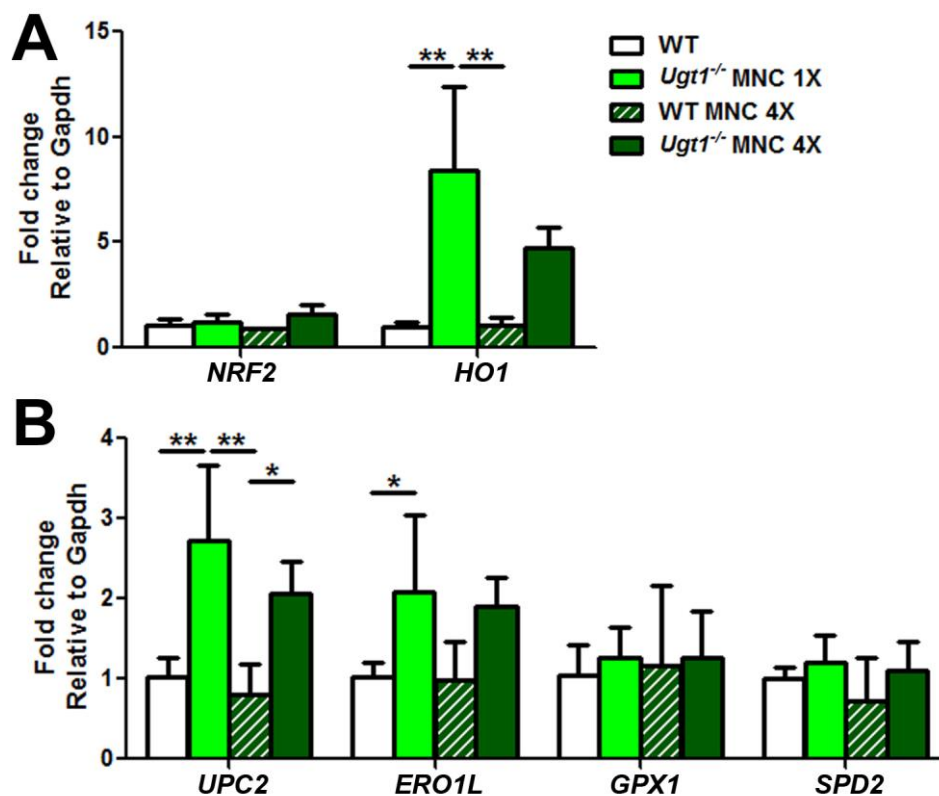 A
Fold change
Relative to Gapdh
15
10
5
0
** **
NRF2 HO1
WT
Ugt1-/- MNC 1X
WT MNC 4X
Ugt1-/- MNC 4X
B
Fold change
Relative to Gapdh
4
3
2
1
0
** **
*
*
UPC2 ERO1L GPX1 SPD2